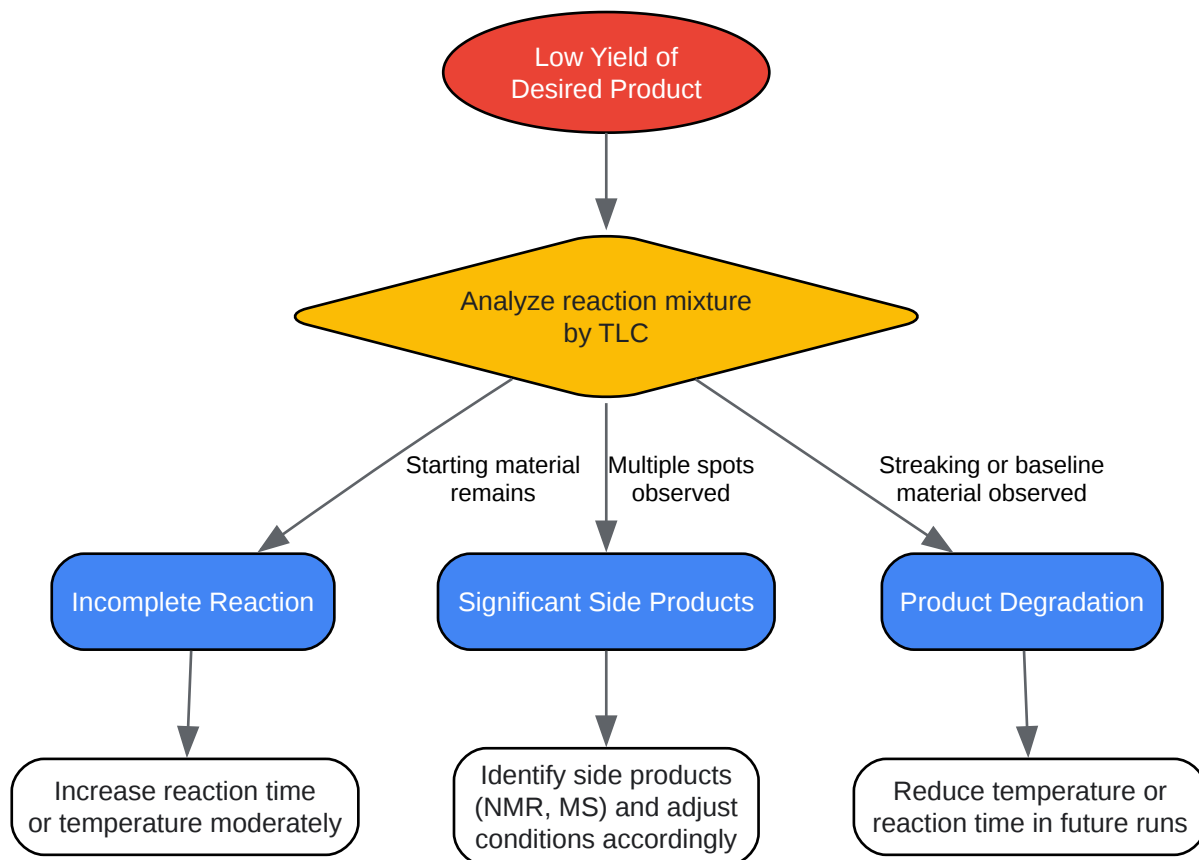 Low Yield of
Desired Product
Analyze reaction mixture
by TLC
Starting material
remains
Multiple spots
observed
Streaking or baseline
material observed
Incomplete Reaction
Significant Side Products
Product Degradation
Increase reaction time
or temperature moderately
Identify side products
(NMR, MS) and adjust
conditions accordingly
Reduce temperature or
reaction time in future runs